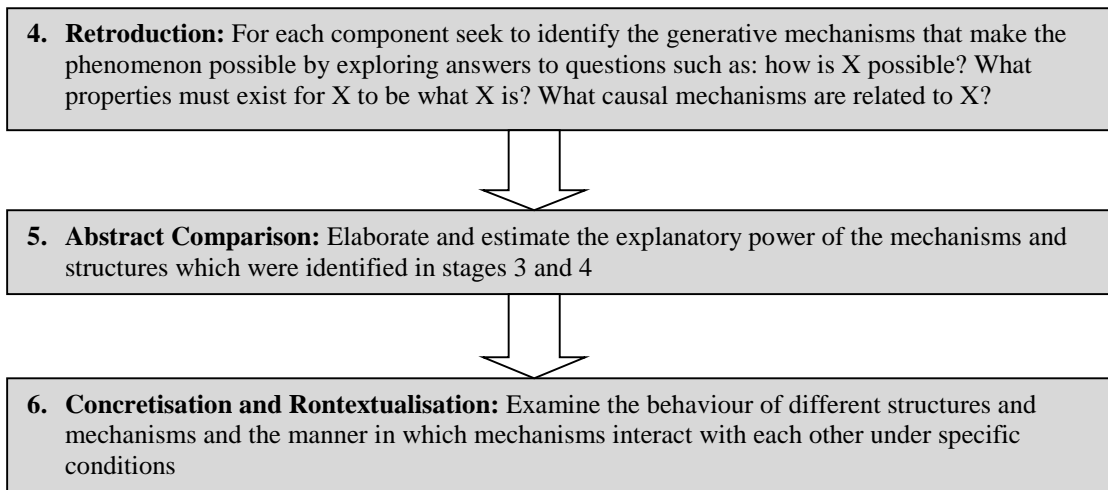 4. Retroduction: For each component seek to identify the generative mechanisms that make the
phenomenon possible by exploring answers to questions such as: how is X possible? What
properties must exist for X to be what X is? What causal mechanisms are related to X?
5. Abstract Comparison: Elaborate and estimate the explanatory power of the mechanisms and
structures which were identified in stages 3 and 4
6. Concretisation and Rontextualisation: Examine the behaviour of different structures and
mechanisms and the manner in which mechanisms interact with each other under specific
conditions